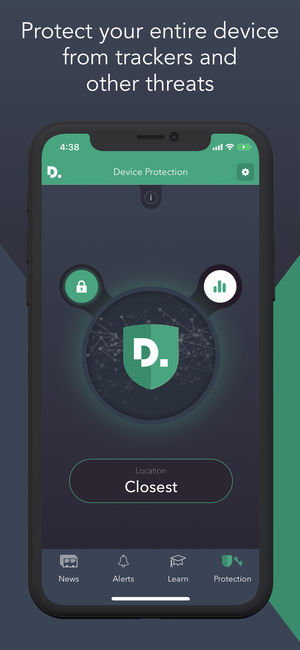 Protect your entire device
from trackers and
other threats
4:38
D.
Device Protection
i
D.
Location
Closest
News
Alerts
Learn
Protection